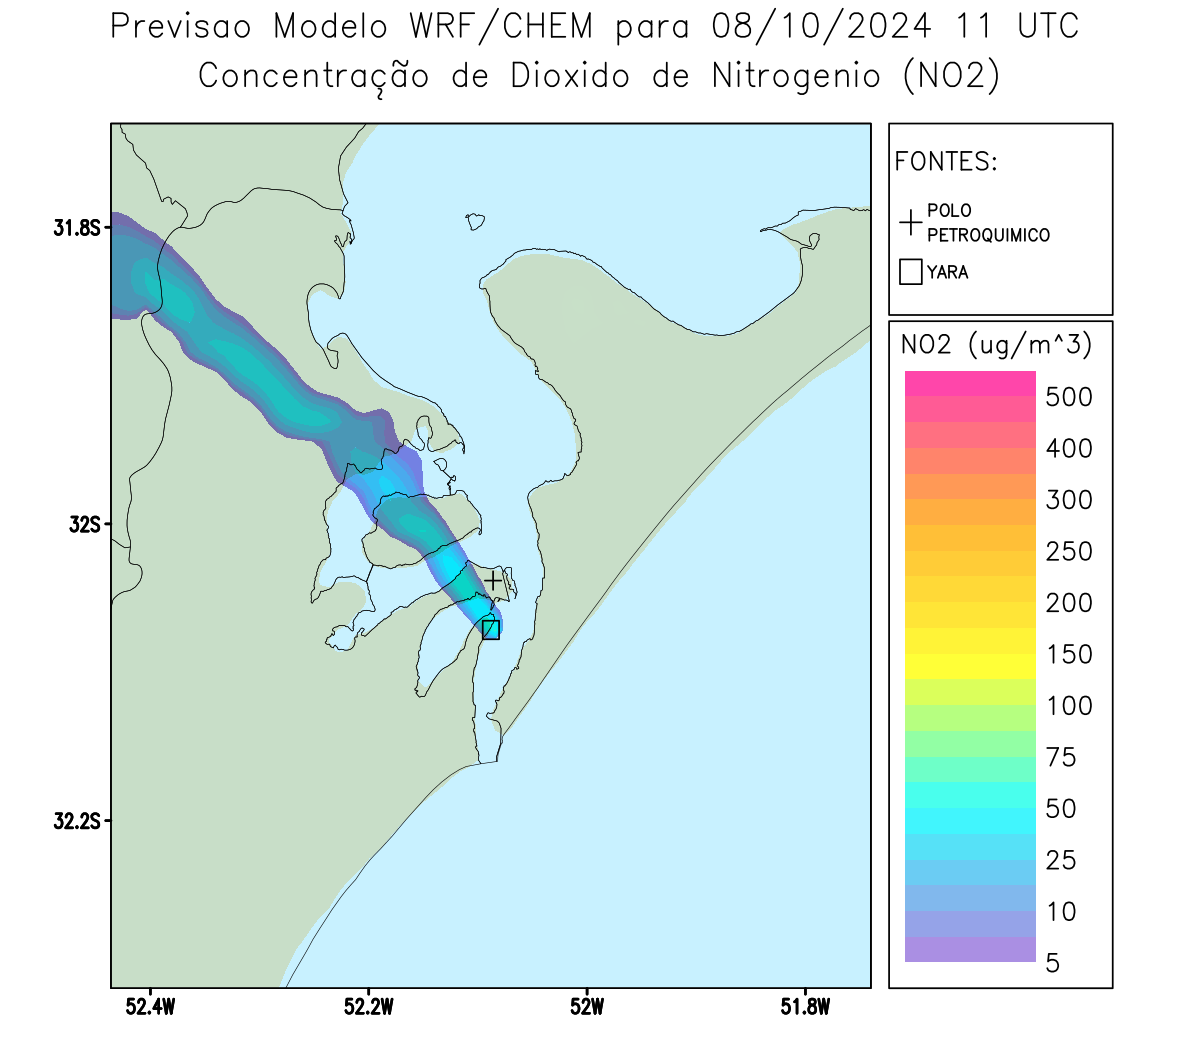 Previsao Modelo WRF/CHEM para 08/10/2024 11 UTC
Concentração de Dioxido de Nitrogenio (NO2)
FONTES:
POLO
PETROQUIMICO
YARA
NO2 (ug/m^3)
500
400
300
250
200
150
100
75
50
25
10
5
31.8S
32S
32.2S
52.4W
52.2W
52W
51.8W